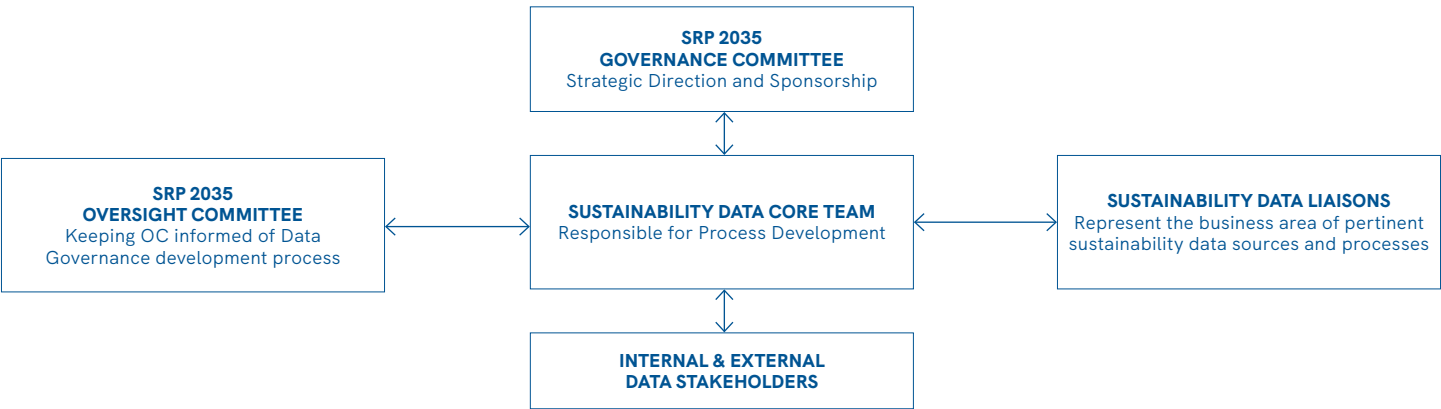 SRP 2035
GOVERNANCE COMMITTEE
Strategic Direction and Sponsorship
SRP 2035
OVERSIGHT COMMITTEE
Keeping OC informed of Data
Governance development process
SUSTAINABILITY DATA CORE TEAM
Responsible for Process Development
SUSTAINABILITY DATA LIAISONS
Represent the business area of pertinent
sustainability data sources and processes
INTERNAL & EXTERNAL
DATA STAKEHOLDERS